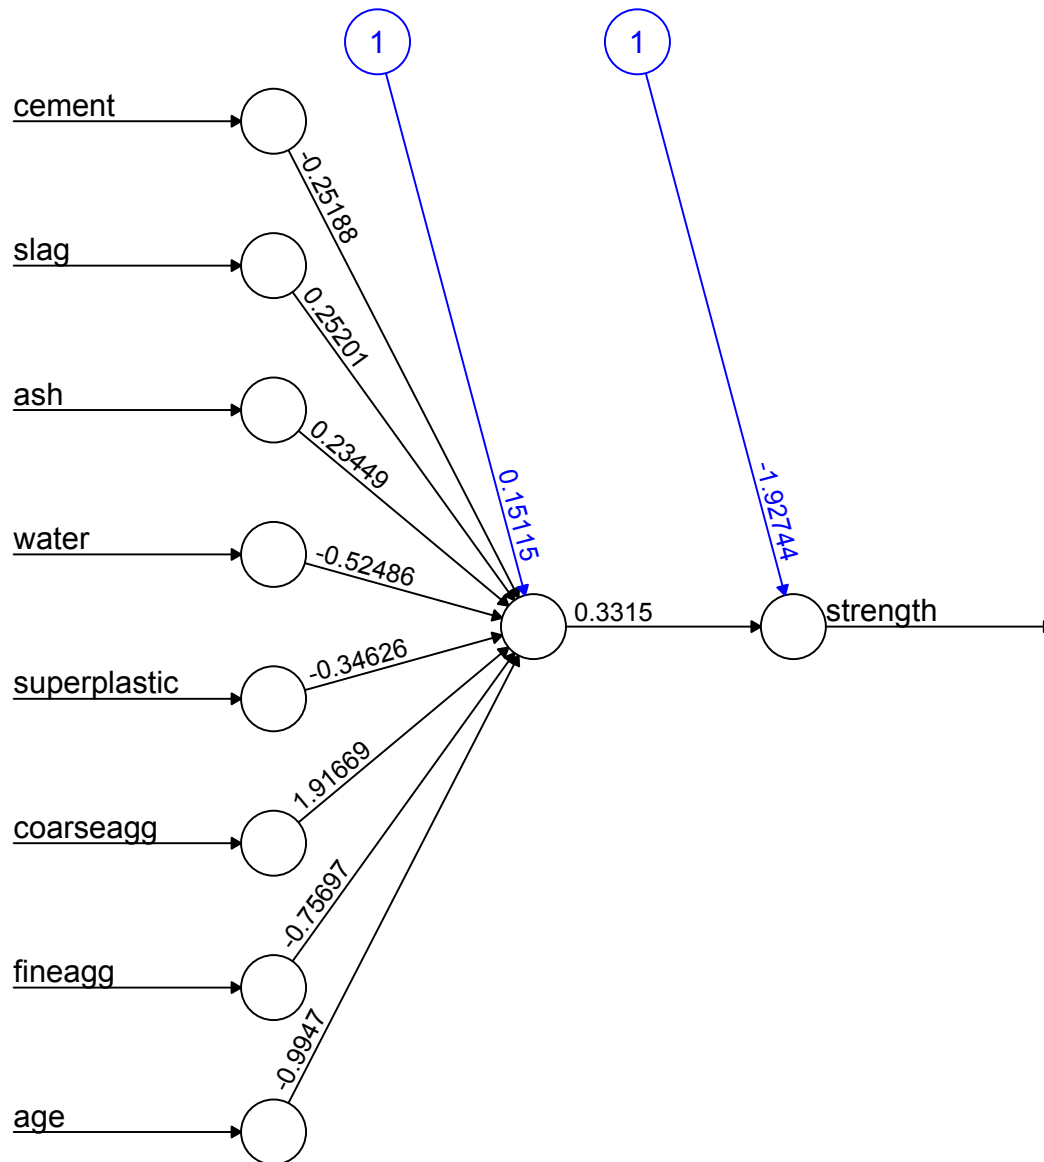 1
1
cement
-0.25188
slag
0.25201
ash
0.23449
water
-0.52486
0.15115
-1.92744
0.3315
strength
superplastic
-0.34626
coarseagg
1.91669
fineagg
-0.75697
age
-0.9947